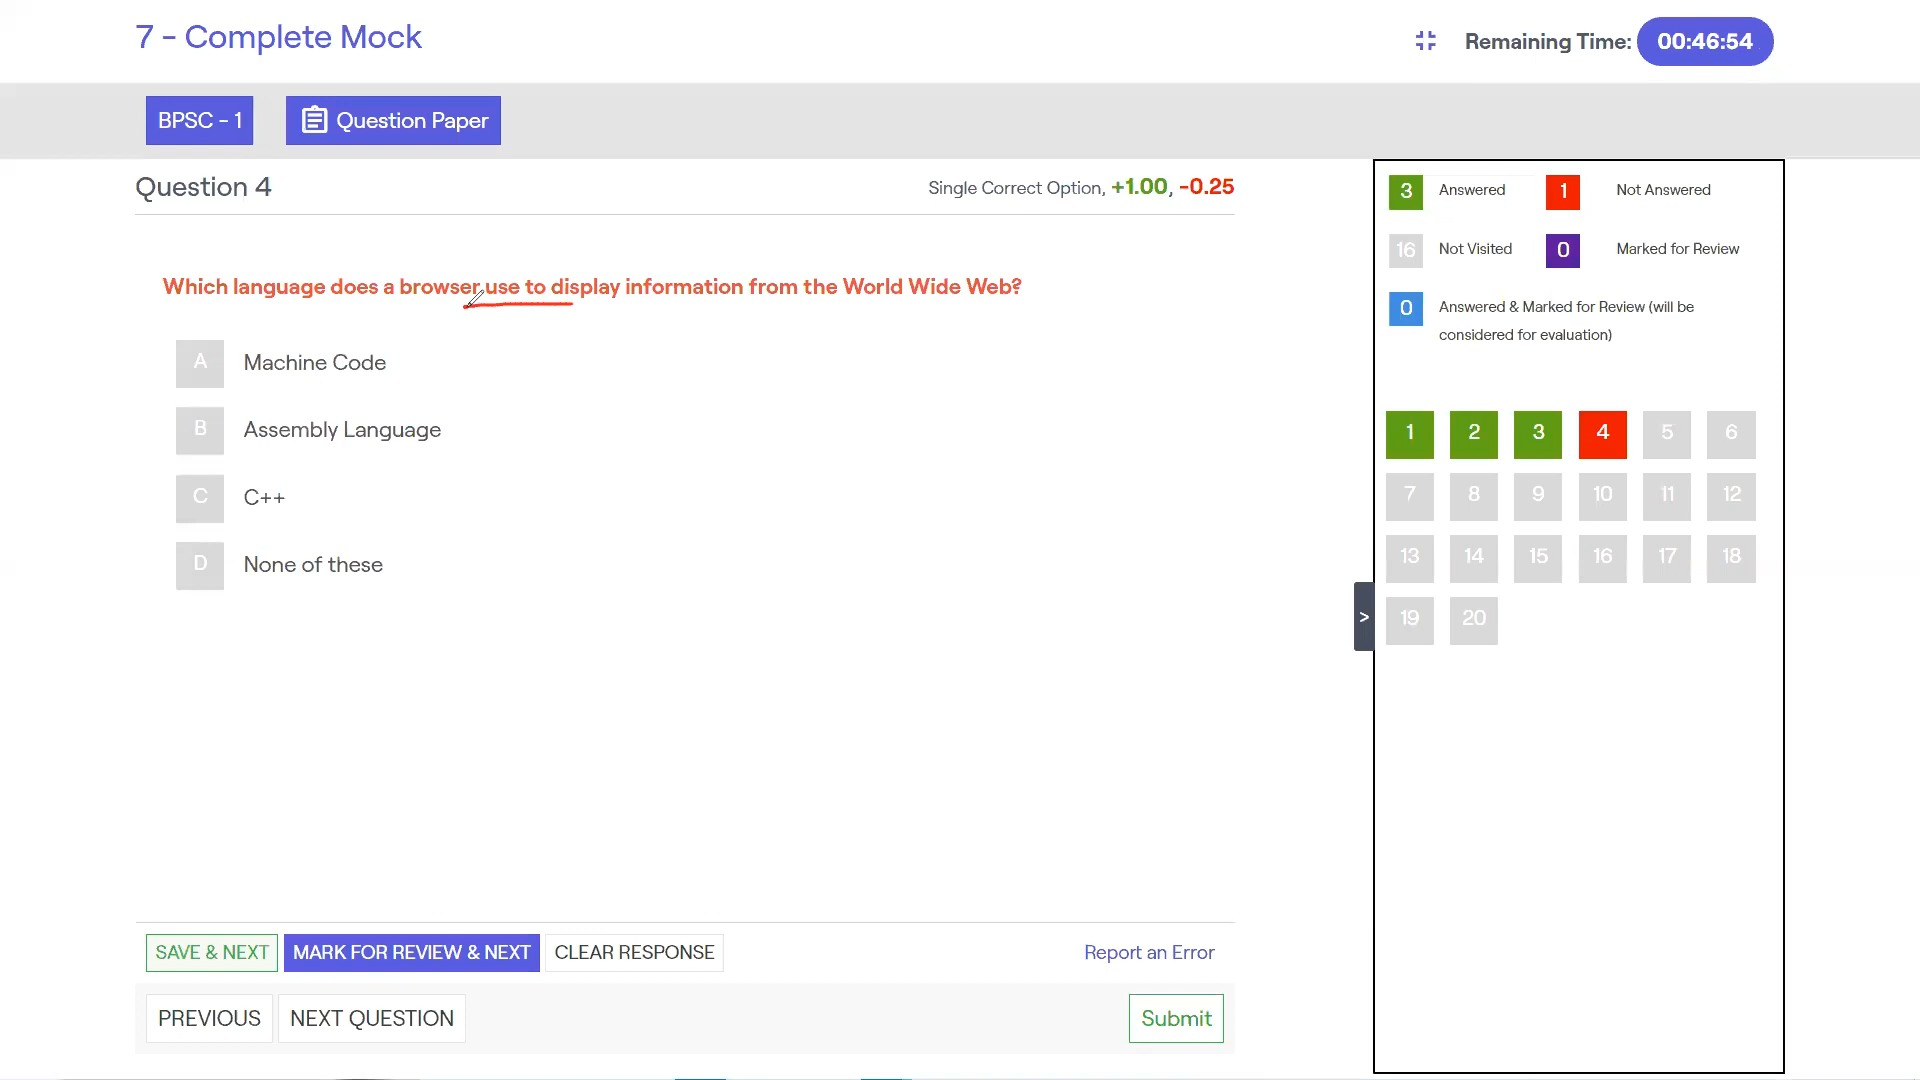 7 - Complete Mock
Remaining Time: 00:46:54
BPSC - 1
Question Paper
Question 4
Single Correct Option, +1.00, -0.25
Which language does a browser use to display information from the World Wide Web?
A Machine Code
B Assembly Language
C C++
D None of these
SAVE & NEXT
MARK FOR REVIEW & NEXT
CLEAR RESPONSE
Report an Error
PREVIOUS
NEXT QUESTION
Submit
3 Answered
1 Not Answered
16 Not Visited
0 Marked for Review
0 Answered & Marked for Review (will be
considered for evaluation)
1 2 3 4 5 6
7 8 9 10 11 12
13 14 15 16 17 18
19 20
>